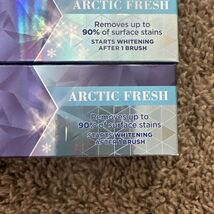 ARCTIC FRESH
Removes up to
90% of surface stains
STARTS WHITENING
AFTER 1 BRUSH
ARCTIC FRESH
Removes up to
90% of surface stains
STARTS WHITENING
AFTER 1 BRUSH